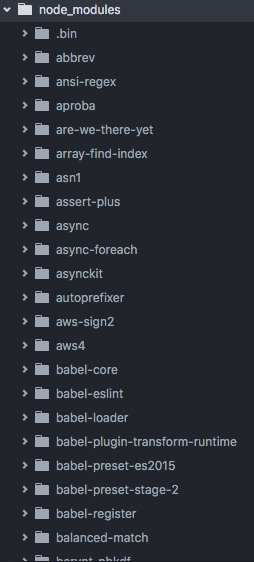 node_modules
.bin
abbrev
ansi-regex
aproba
are-we-there-yet
array-find-index
asn1
assert-plus
async
async-foreach
asynckit
autoprefixer
aws-sign2
aws4
babel-core
babel-eslint
babel-loader
babel-plugin-transform-runtime
babel-preset-es2015
babel-preset-stage-2
babel-register
balanced-match
bcrypt-pbkdf